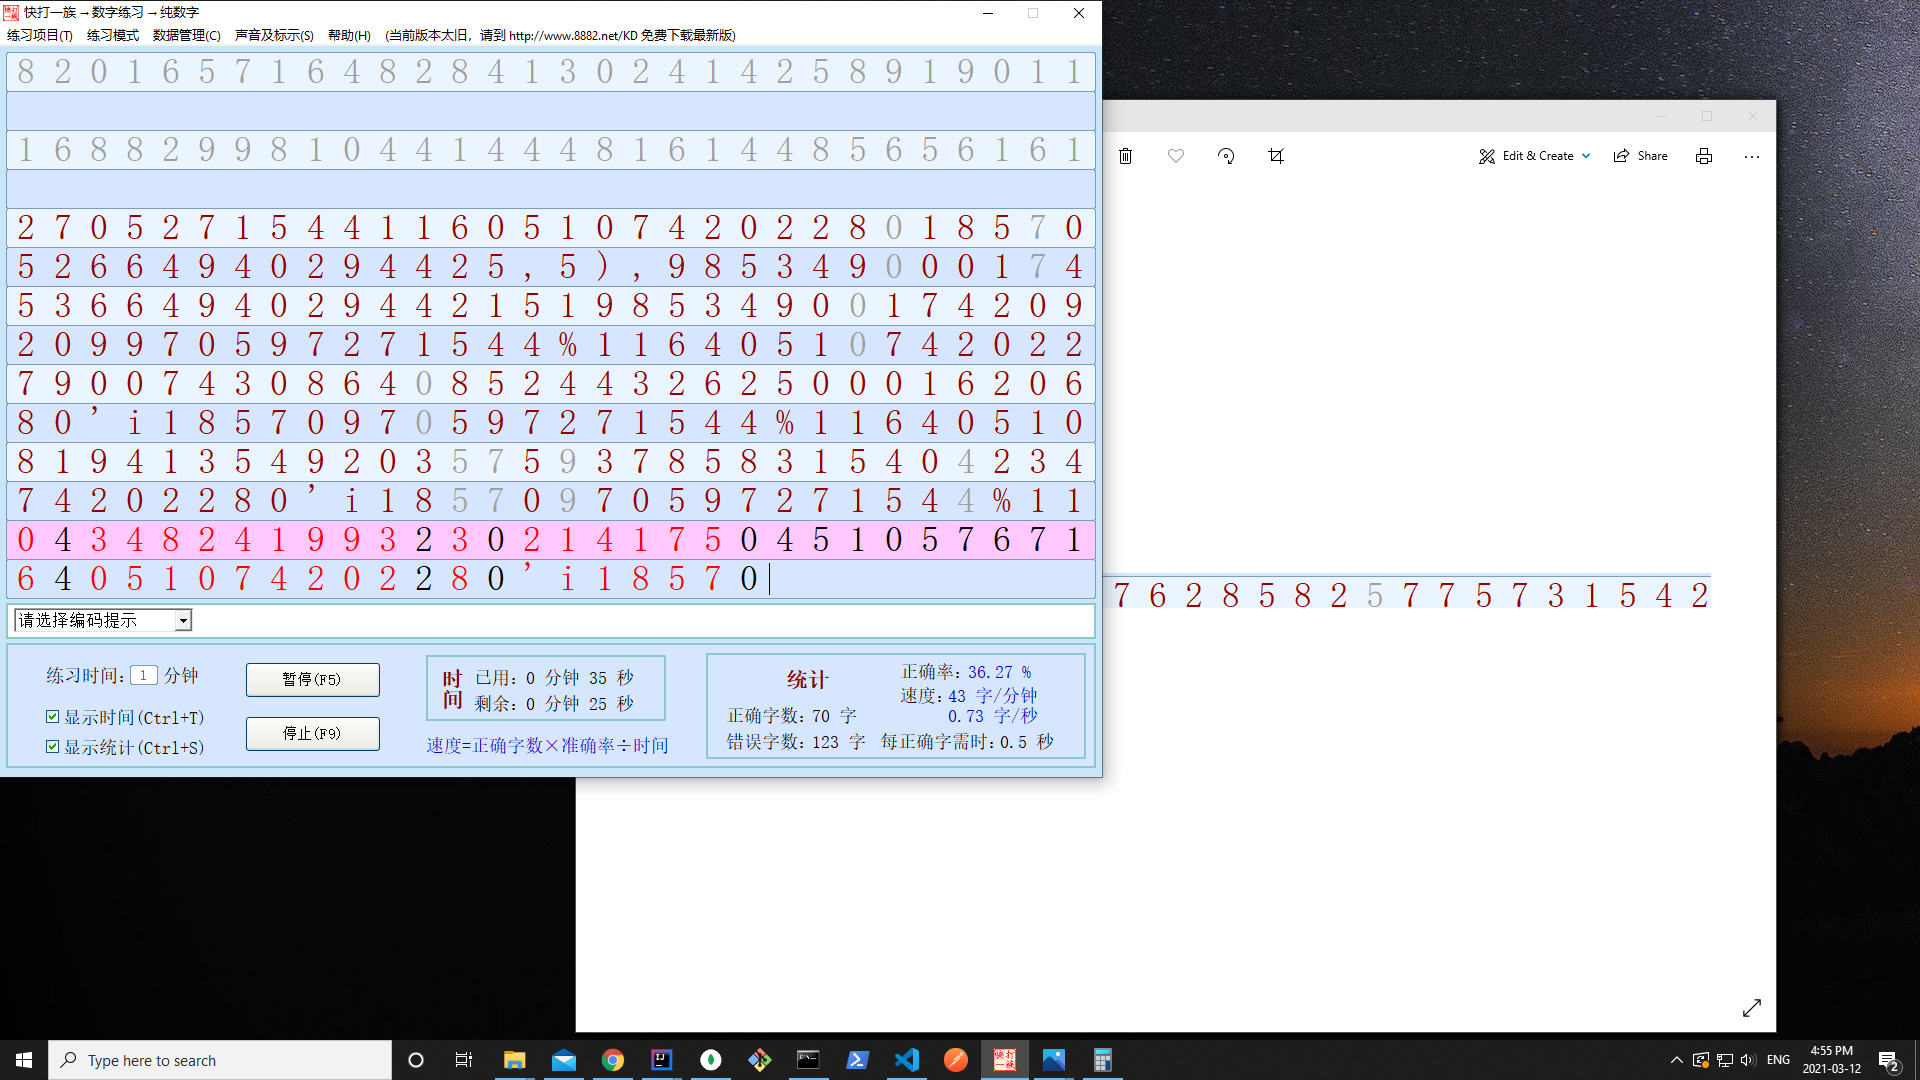 快打一族→数字练习→纯数字
练习项目(T) 练习模式 数据管理(C) 声音及标示(S) 帮助(H) (当前版本太旧，请到 http://www.8882.net/KD 免费下载最新版)
8 2 0 1 6 5 7 1 6 4 8 2 8 4 1 3 0 2 4 1 4 2 5 8 9 1 9 0 1 1
1 6 8 8 2 9 9 8 1 0 4 4 1 4 4 4 8 1 6 1 4 4 8 5 6 5 6 1 6 1
2 7 0 5 2 7 1 5 4 4 1 1 6 0 5 1 0 7 4 2 0 2 2 8 0 1 8 5 7 0
5 2 6 6 4 9 4 0 2 9 4 4 2 5 , 5 ) , 9 8 5 3 4 9 0 0 0 1 7 4
5 3 6 6 4 9 4 0 2 9 4 4 2 1 5 1 9 8 5 3 4 9 0 0 1 7 4 2 0 9
2 0 9 9 7 0 5 9 7 2 7 1 5 4 4 % 1 1 6 4 0 5 1 0 7 4 2 0 2 2
7 9 0 0 7 4 3 0 8 6 4 0 8 5 2 4 4 3 2 6 2 5 0 0 0 1 6 2 0 6
8 0 ' i 1 8 5 7 0 9 7 0 5 9 7 2 7 1 5 4 4 % 1 1 6 4 0 5 1 0
8 1 9 4 1 3 5 4 9 2 0 3 5 7 5 9 3 7 8 5 8 3 1 5 4 0 4 2 3 4
7 4 2 0 2 2 8 0 ' i 1 8 5 7 0 9 7 0 5 9 7 2 7 1 5 4 4 % 1 1
0 4 3 4 8 2 4 1 9 9 3 2 3 0 2 1 4 1 7 5 0 4 5 1 0 5 7 6 7 1
6 4 0 5 1 0 7 4 2 0 2 2 8 0 ' i 1 8 5 7 0
请选择编码提示
练习时间: 1 分钟
显示时间(Ctrl+T)
显示统计(Ctrl+S)
暂停(F5)
停止(F9)
时间
已用: 0 分钟 35 秒
剩余: 0 分钟 25 秒
速度=正确字数×准确率÷时间
统计
正确率: 36.27 %
速度: 43 字/分钟
正确字数: 70 字 0.73 字/秒
错误字数: 123 字 每正确字需时: 0.5 秒
Edit & Create Share
7 6 2 8 5 8 2 5 7 7 5 7 3 1 5 4 2
Type here to search
ENG
4:55 PM
2021-03-12
2